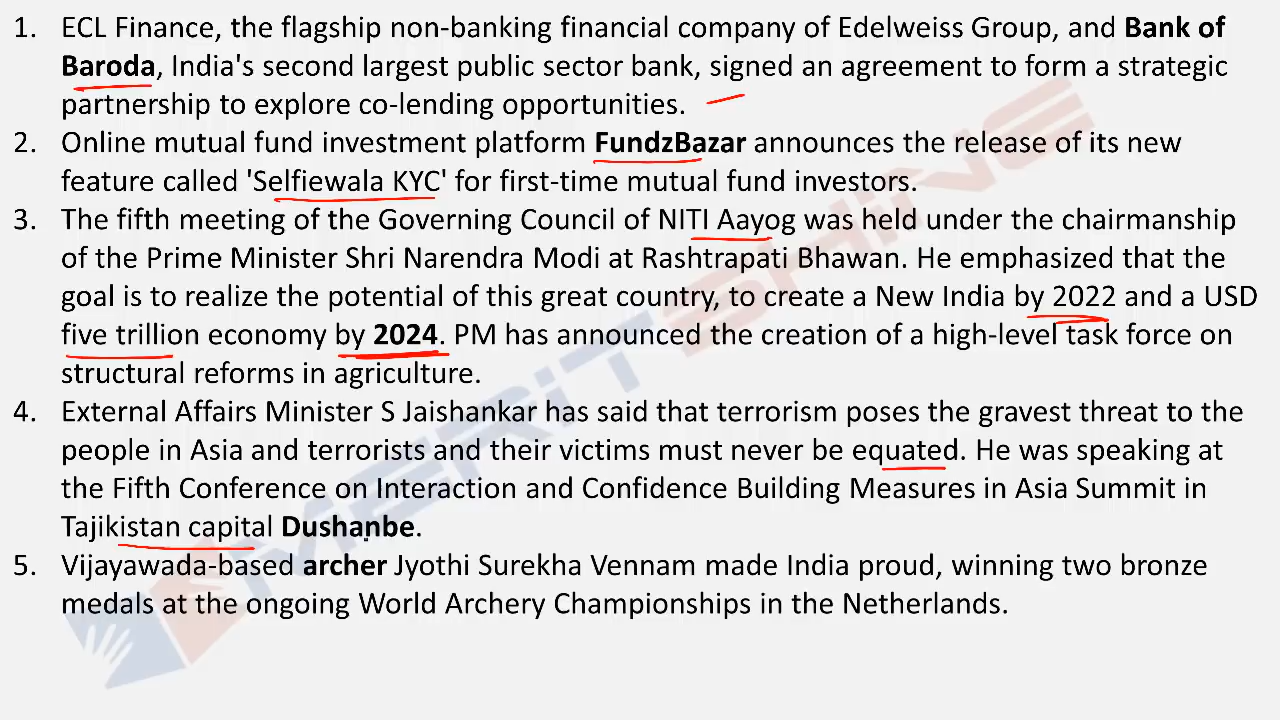 1. ECL Finance, the flagship non-banking financial company of Edelweiss Group, and Bank of
Baroda, India's second largest public sector bank, signed an agreement to form a strategic
partnership to explore co-lending opportunities.
2. Online mutual fund investment platform FundzBazar announces the release of its new
feature called 'Selfiewala KYC' for first-time mutual fund investors.
3. The fifth meeting of the Governing Council of NITI Aayog was held under the chairmanship
of the Prime Minister Shri Narendra Modi at Rashtrapati Bhawan. He emphasized that the
goal is to realize the potential of this great country, to create a New India by 2022 and a USD
five trillion economy by 2024. PM has announced the creation of a high-level task force on
structural reforms in agriculture.
4. External Affairs Minister S Jaishankar has said that terrorism poses the gravest threat to the
people in Asia and terrorists and their victims must never be equated. He was speaking at
the Fifth Conference on Interaction and Confidence Building Measures in Asia Summit in
Tajikistan capital Dushanbe.
5. Vijayawada-based archer Jyothi Surekha Vennam made India proud, winning two bronze
medals at the ongoing World Archery Championships in the Netherlands.
MERiT SHiNE